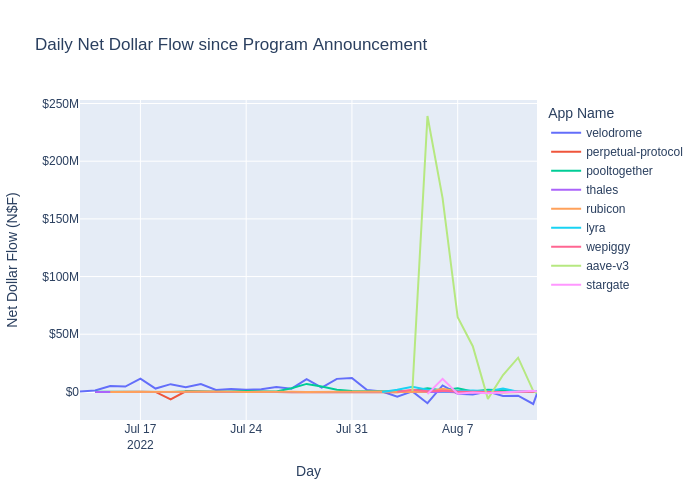 Daily Net Dollar Flow since Program Announcement
Net Dollar Flow (N$F)
$250M
$200M
$150M
$100M
$50M
$0
Jul 17
2022
Jul 24
Jul 31
Aug 7
Day
App Name
velodrome
perpetual-protocol
pooltogether
thales
rubicon
lyra
wepiggy
aave-v3
stargate